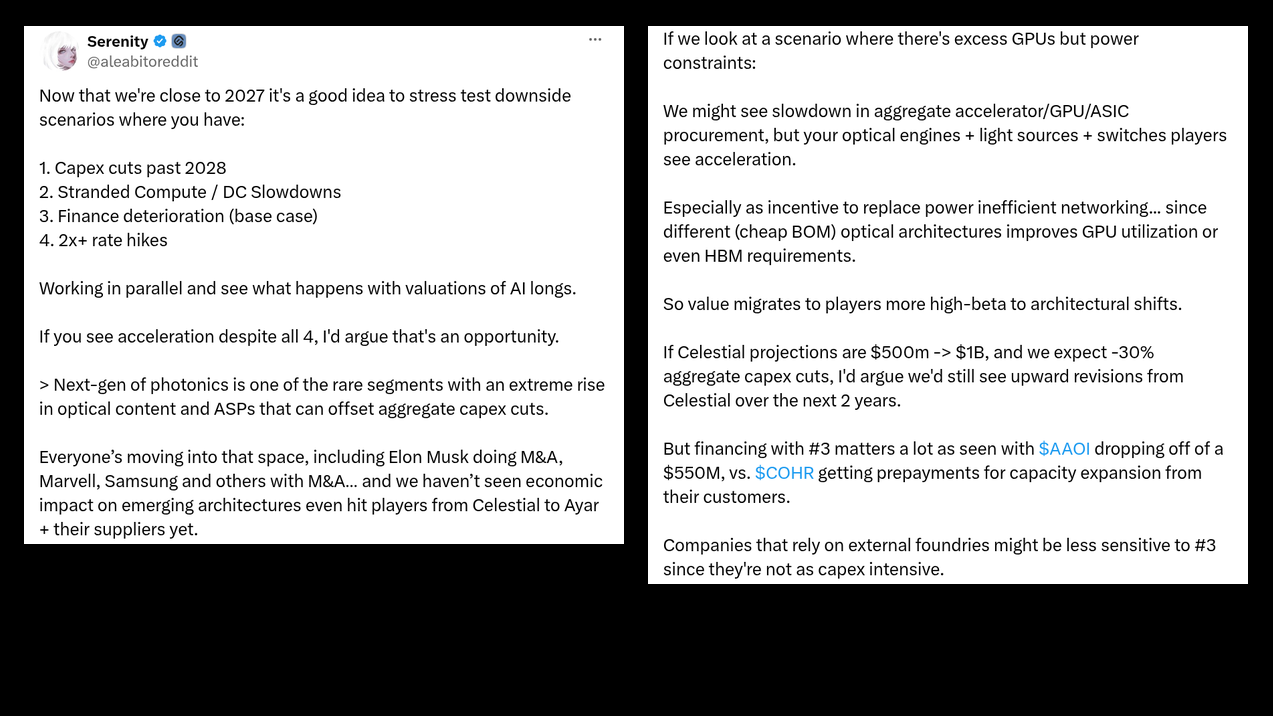 Serenity
@aleabitoreddit
Now that we're close to 2027 it's a good idea to stress test downside
scenarios where you have:
1. Capex cuts past 2028
2. Stranded Compute / DC Slowdowns
3. Finance deterioration (base case)
4. 2x+ rate hikes
Working in parallel and see what happens with valuations of AI longs.
If you see acceleration despite all 4, I'd argue that's an opportunity.
> Next-gen of photonics is one of the rare segments with an extreme rise
in optical content and ASPs that can offset aggregate capex cuts.
Everyone’s moving into that space, including Elon Musk doing M&A,
Marvell, Samsung and others with M&A... and we haven’t seen economic
impact on emerging architectures even hit players from Celestial to Ayar
+ their suppliers yet.
If we look at a scenario where there's excess GPUs but power
constraints:
We might see slowdown in aggregate accelerator/GPU/ASIC
procurement, but your optical engines + light sources + switches players
see acceleration.
Especially as incentive to replace power inefficient networking... since
different (cheap BOM) optical architectures improves GPU utilization or
even HBM requirements.
So value migrates to players more high-beta to architectural shifts.
If Celestial projections are $500m -> $1B, and we expect -30%
aggregate capex cuts, I'd argue we'd still see upward revisions from
Celestial over the next 2 years.
But financing with #3 matters a lot as seen with $AAOI dropping off of a
$550M, vs. $COHR getting prepayments for capacity expansion from
their customers.
Companies that rely on external foundries might be less sensitive to #3
since they're not as capex intensive.